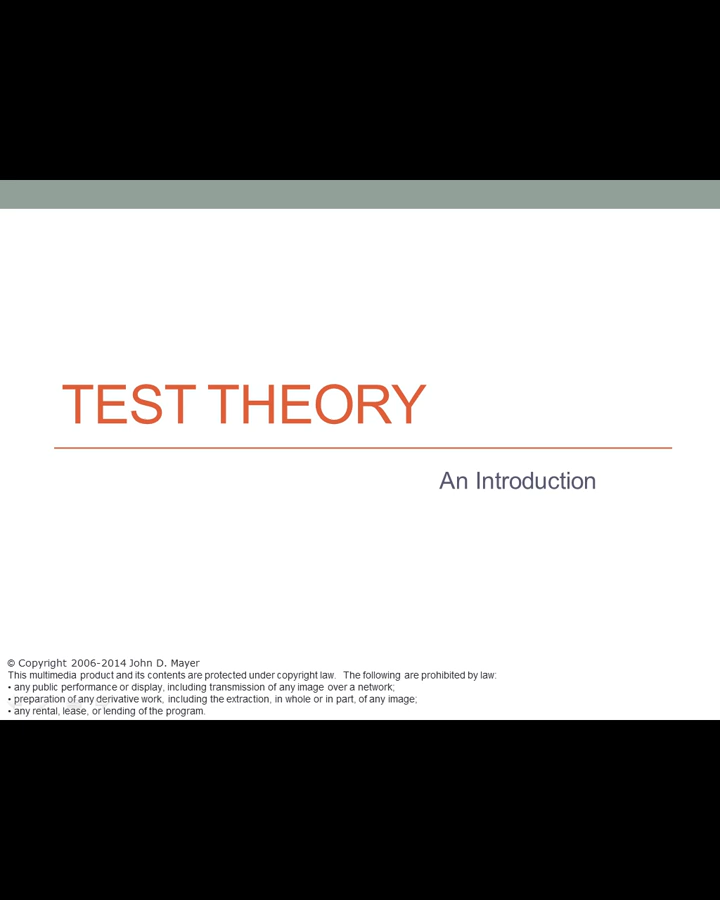 TEST THEORY
An Introduction
© Copyright 2006-2014 John D. Mayer
This multimedia product and its contents are protected under copyright law.  The following are prohibited by law:
• any public performance or display, including transmission of any image over a network;
• preparation of any derivative work, including the extraction, in whole or in part, of any image;
• any rental, lease, or lending of the program.